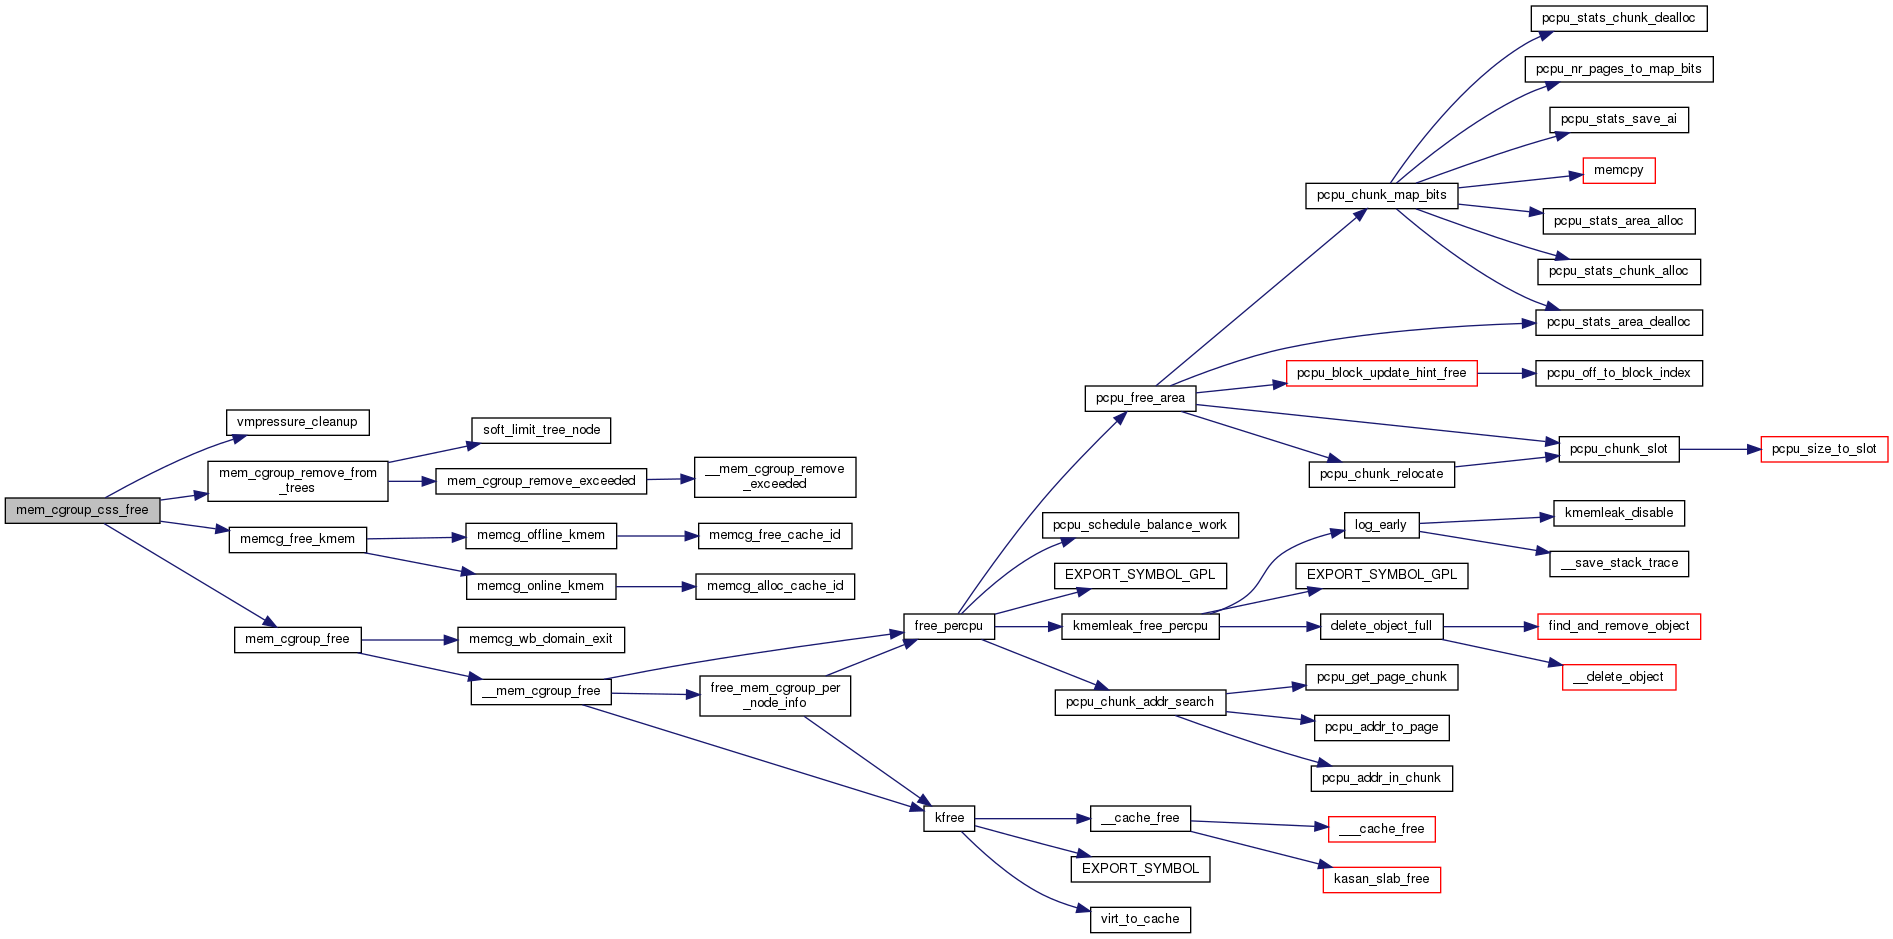 mem_cgroup_css_free
vmpressure_cleanup
mem_cgroup_remove_from
_trees
memcg_free_kmem
mem_cgroup_free
soft_limit_tree_node
mem_cgroup_remove_exceeded
memcg_offline_kmem
memcg_online_kmem
memcg_wb_domain_exit
__mem_cgroup_free
__mem_cgroup_remove
_exceeded
memcg_free_cache_id
memcg_alloc_cache_id
free_mem_cgroup_per
_node_info
free_percpu
kfree
pcpu_free_area
pcpu_schedule_balance_work
EXPORT_SYMBOL_GPL
kmemleak_free_percpu
pcpu_chunk_addr_search
__cache_free
EXPORT_SYMBOL
virt_to_cache
pcpu_chunk_map_bits
pcpu_block_update_hint_free
pcpu_chunk_relocate
log_early
EXPORT_SYMBOL_GPL
delete_object_full
pcpu_get_page_chunk
pcpu_addr_to_page
pcpu_addr_in_chunk
___cache_free
kasan_slab_free
pcpu_stats_chunk_dealloc
pcpu_nr_pages_to_map_bits
pcpu_stats_save_ai
memcpy
pcpu_stats_area_alloc
pcpu_stats_chunk_alloc
pcpu_stats_area_dealloc
pcpu_off_to_block_index
pcpu_chunk_slot
kmemleak_disable
__save_stack_trace
find_and_remove_object
__delete_object
pcpu_size_to_slot